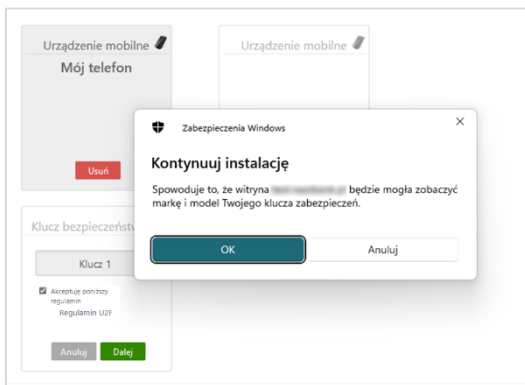 Urządzenie mobilne
Mój telefon
Usuń
Urządzenie mobilne
Zabezpieczenia Windows
Kontynuuj instalację
Spowoduje to, że witryna będzie mogła zobaczyć
markę i model Twojego klucza zabezpieczeń.
OK Anuluj
Klucz bezpieczeństw
Klucz 1
Akceptuję poniższy
regulamin
Regulamin U2F
Anuluj Dalej